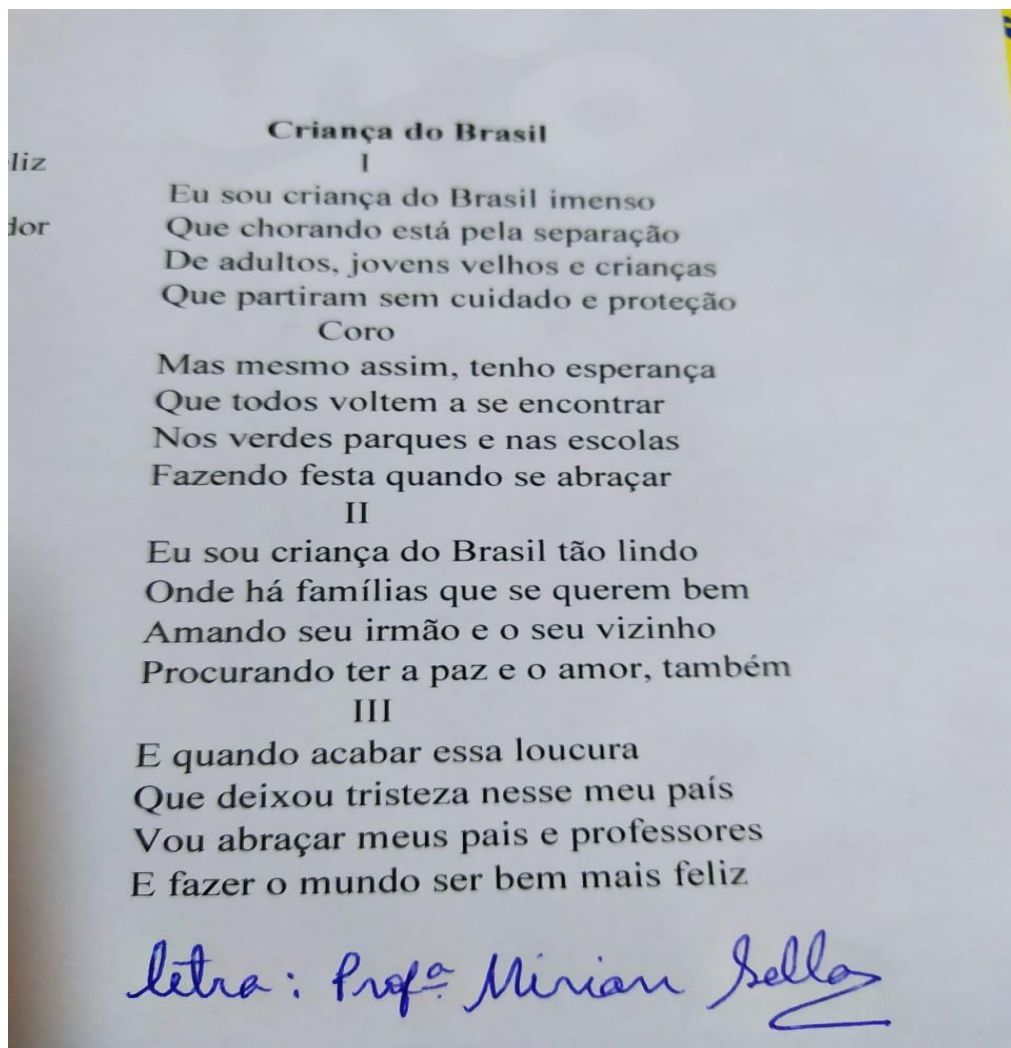 Criança do Brasil
liz
I
Eu sou criança do Brasil imenso
dor
Que chorando está pela separação
De adultos, jovens velhos e crianças
Que partiram sem cuidado e proteção
Coro
Mas mesmo assim, tenho esperança
Que todos voltem a se encontrar
Nos verdes parques e nas escolas
Fazendo festa quando se abraçar
II
Eu sou criança do Brasil tão lindo
Onde há famílias que se querem bem
Amando seu irmão e o seu vizinho
Procurando ter a paz e o amor, também
III
E quando acabar essa loucura
Que deixou tristeza nesse meu país
Vou abraçar meus pais e professores
E fazer o mundo ser bem mais feliz
letra: Profª Mirian